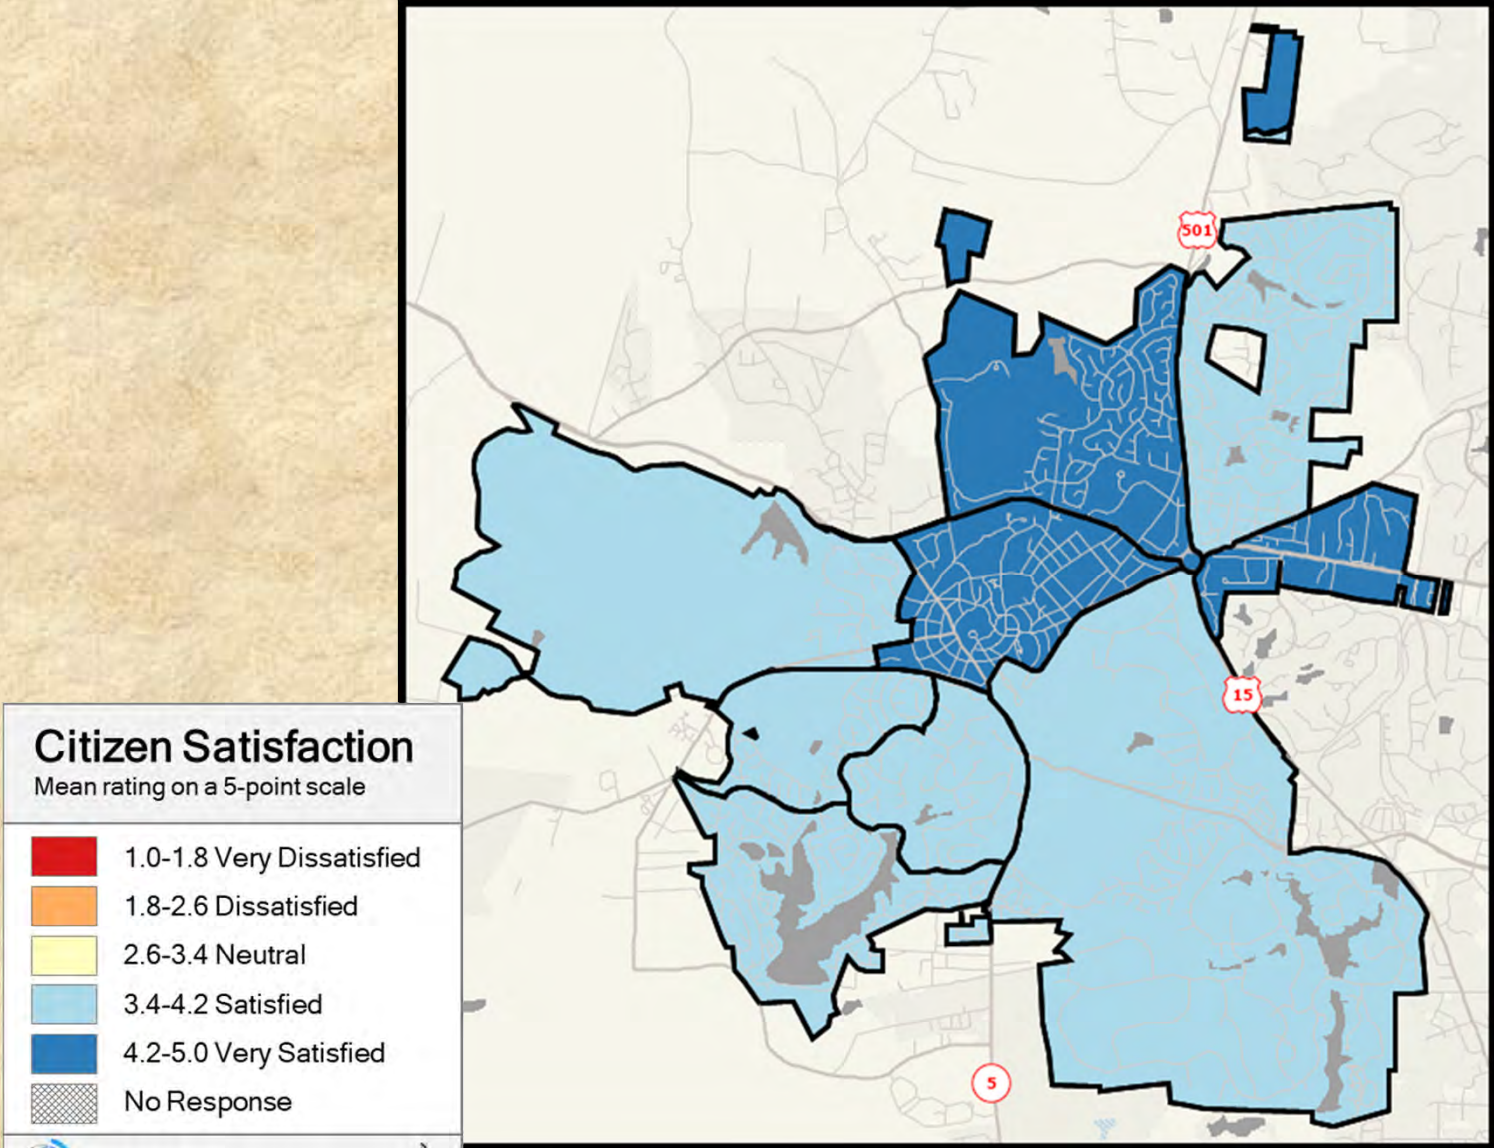 501
15
5
Citizen Satisfaction
Mean rating on a 5-point scale
1.0-1.8 Very Dissatisfied
1.8-2.6 Dissatisfied
2.6-3.4 Neutral
3.4-4.2 Satisfied
4.2-5.0 Very Satisfied
No Response